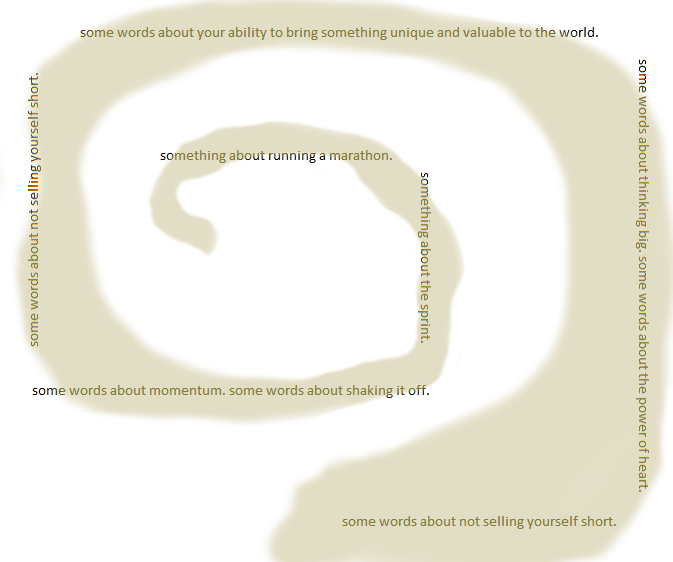 some words about your ability to bring something unique and valuable to the world.
some words about thinking big. some words about the power of heart.
some words about not selling yourself short.
something about running a marathon.
something about the sprint.
some words about momentum. some words about shaking it off.
some words about not selling yourself short.